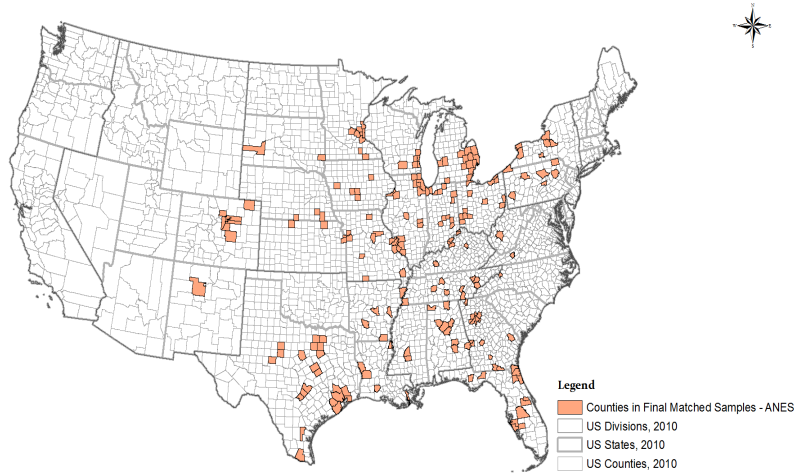 N
W
E
S
Legend
Counties in Final Matched Samples - ANES
US Divisions, 2010
US States, 2010
US Counties, 2010